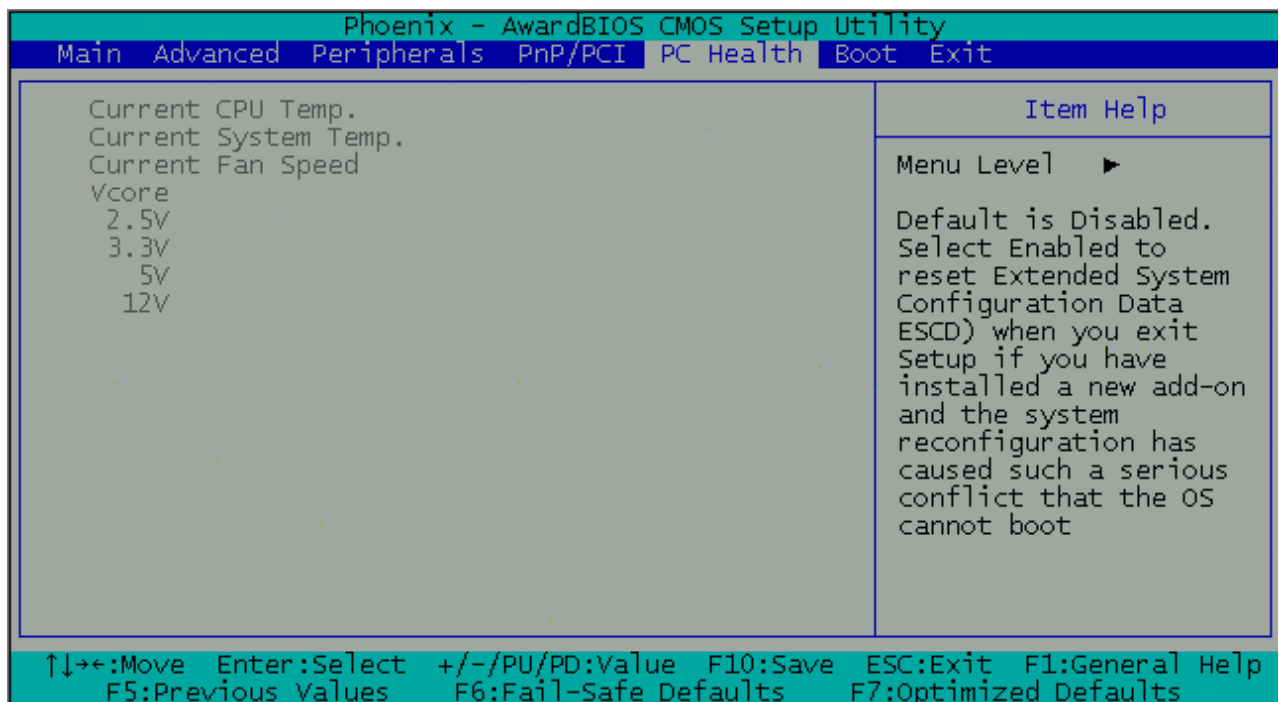 Phoenix - AwardBIOS CMOS Setup Utility
Main Advanced Peripherals PnP/PCI PC Health Boot Exit
Current CPU Temp.
Current System Temp.
Current Fan Speed
Vcore
2.5V
3.3V
5V
12V
Item Help
Menu Level ►
Default is Disabled.
Select Enabled to
reset Extended System
Configuration Data
ESCD) when you exit
Setup if you have
installed a new add-on
and the system
reconfiguration has
caused such a serious
conflict that the OS
cannot boot
↑↓→←:Move Enter:Select +/-/PU/PD:Value F10:Save ESC:Exit F1:General Help
F5:Previous Values F6:Fail-Safe Defaults F7:Optimized Defaults